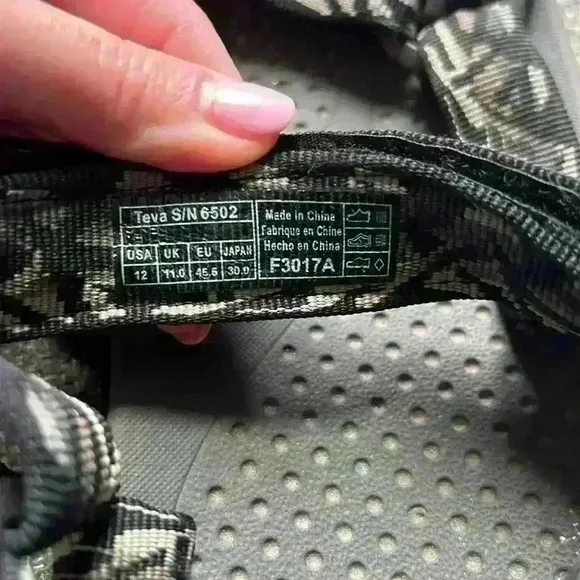 Teva S/N 6502
USA UK EU JAPAN
12 11.0 45.5 30.0
Made in China
Fabrique en Chine
Hecho en China
F3017A